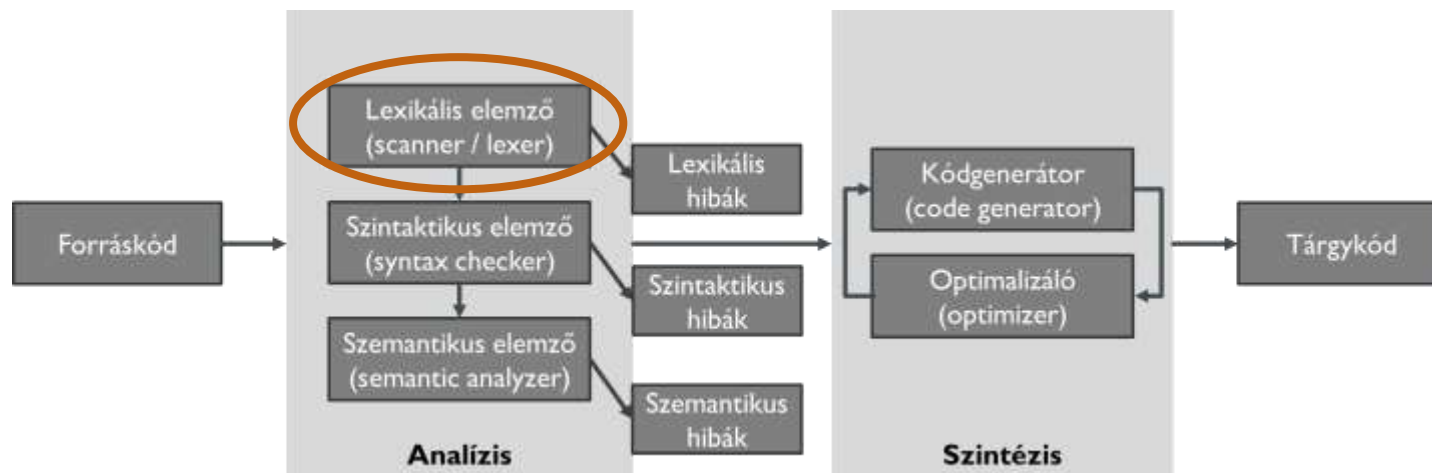 Forráskód
Lexikális elemző
(scanner / lexer)
Szintaktikus elemző
(syntax checker)
Szemantikus elemző
(semantic analyzer)
Analízis
Lexikális
hibák
Szintaktikus
hibák
Szemantikus
hibák
Kódgenerátor
(code generator)
Optimalizáló
(optimizer)
Szintézis
Tárgykód